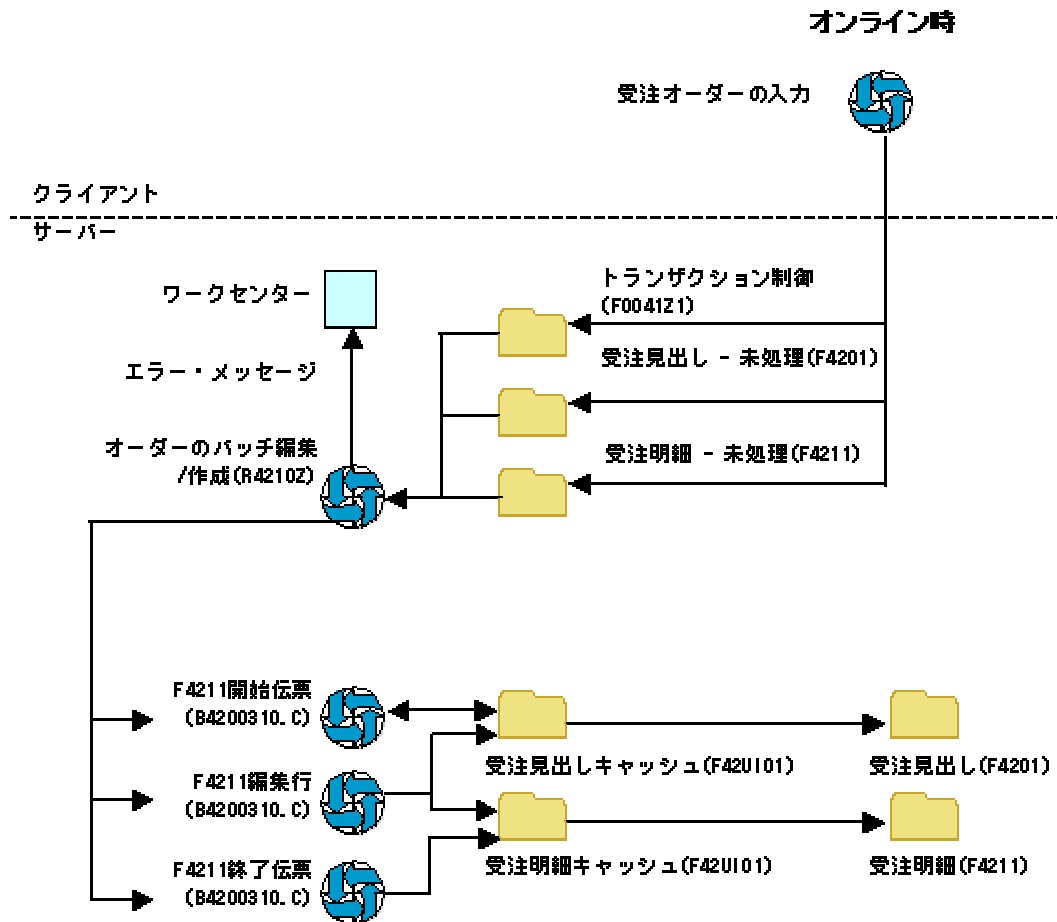 オンライン時
受注オーダーの入力
クライアント
サーバー
ワークセンター
トランザクション制御
(F0041Z1)
受注見出し - 未処理(F4201)
エラー・メッセージ
オーダーのバッチ編集
/作成(R4210Z)
受注明細 - 未処理(F4211)
F4211開始伝票
(B4200310.C)
受注見出しキャッシュ(F42UI01)
受注見出し(F4201)
F4211編集行
(B4200310.C)
F4211終了伝票
(B4200310.C)
受注明細キャッシュ(F42UI01)
受注明細(F4211)